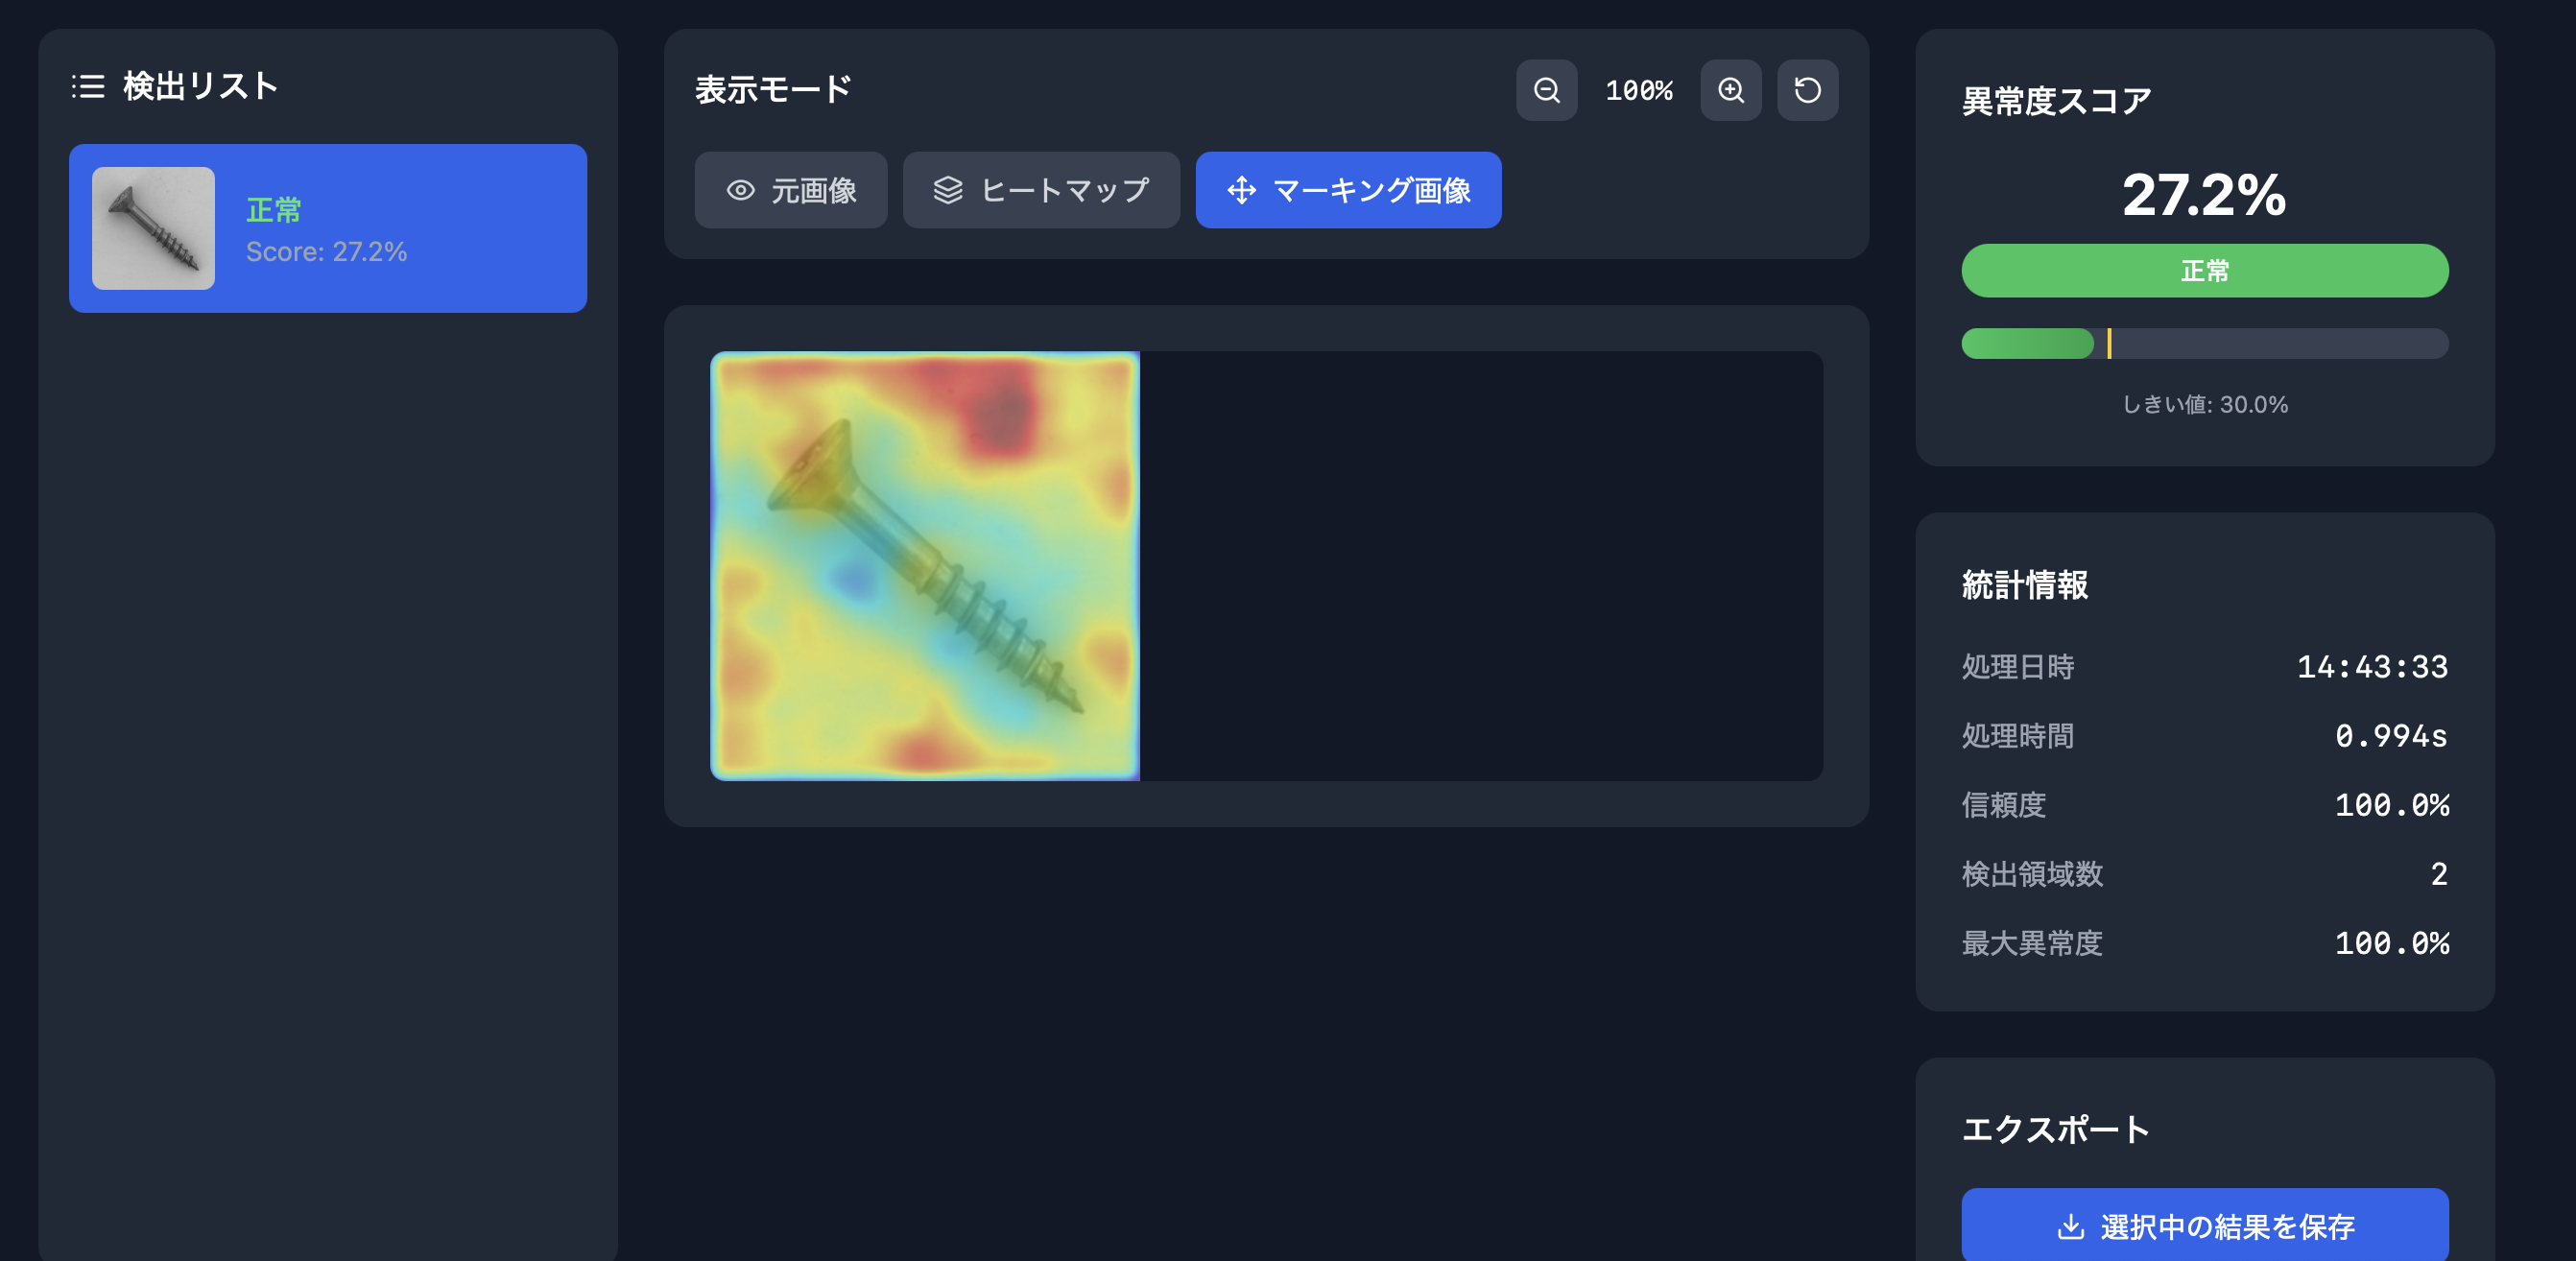 検出リスト
正常
Score: 27.2%
表示モード
100%
元画像
ヒートマップ
マーキング画像
異常度スコア
27.2%
正常
しきい値: 30.0%
統計情報
処理日時 14:43:33
処理時間 0.994s
信頼度 100.0%
検出領域数 2
最大異常度 100.0%
エクスポート
選択中の結果を保存